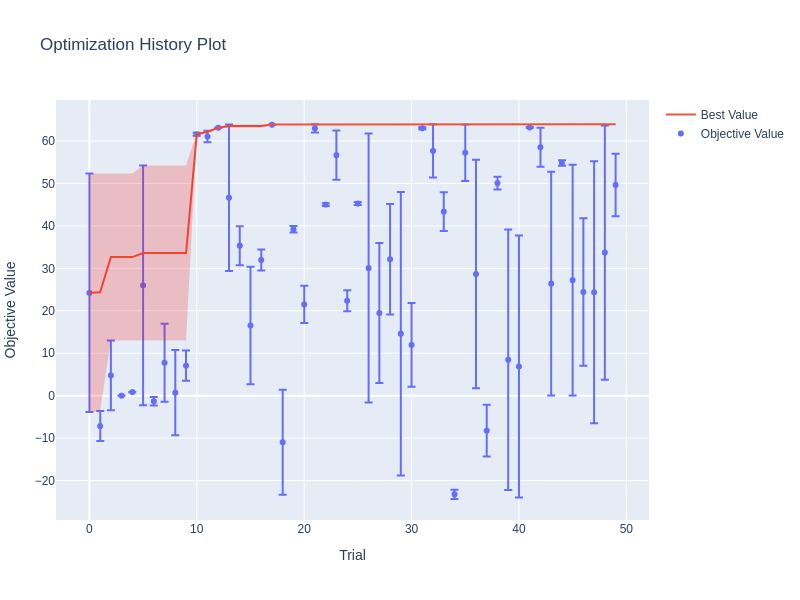 Optimization History Plot
Best Value
Objective Value
Objective Value
60
50
40
30
20
10
0
−10
−20
0 10 20 30 40 50
Trial